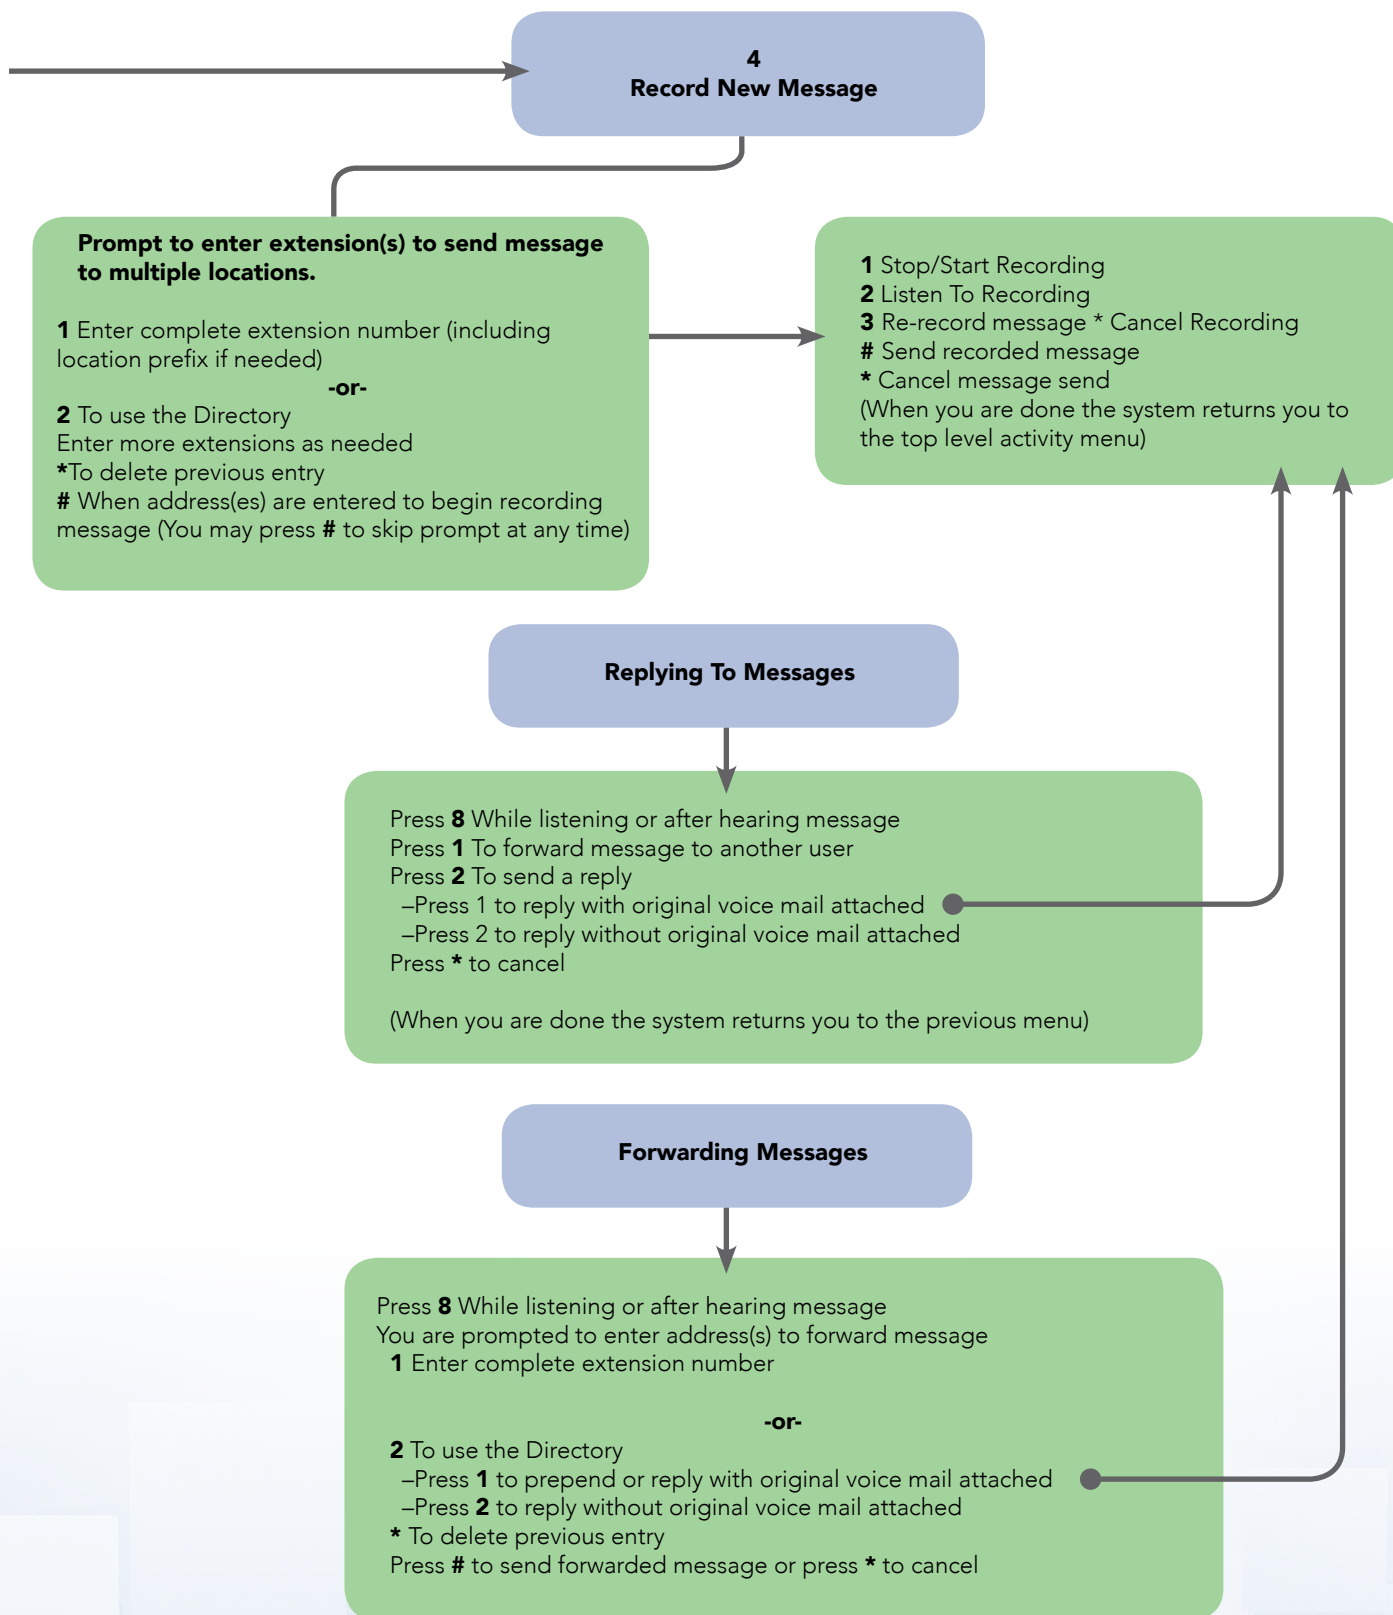 4
Record New Message
Prompt to enter extension(s) to send message
to multiple locations.
1 Enter complete extension number (including
location prefix if needed)
-or-
2 To use the Directory
Enter more extensions as needed
*To delete previous entry
# When address(es) are entered to begin recording
message (You may press # to skip prompt at any time)
1 Stop/Start Recording
2 Listen To Recording
3 Re-record message * Cancel Recording
# Send recorded message
* Cancel message send
(When you are done the system returns you to
the top level activity menu)
Replying To Messages
Press 8 While listening or after hearing message
Press 1 To forward message to another user
Press 2 To send a reply
–Press 1 to reply with original voice mail attached
–Press 2 to reply without original voice mail attached
Press * to cancel
(When you are done the system returns you to the previous menu)
Forwarding Messages
Press 8 While listening or after hearing message
You are prompted to enter address(s) to forward message
1 Enter complete extension number
-or-
2 To use the Directory
–Press 1 to prepend or reply with original voice mail attached
–Press 2 to reply without original voice mail attached
* To delete previous entry
Press # to send forwarded message or press * to cancel